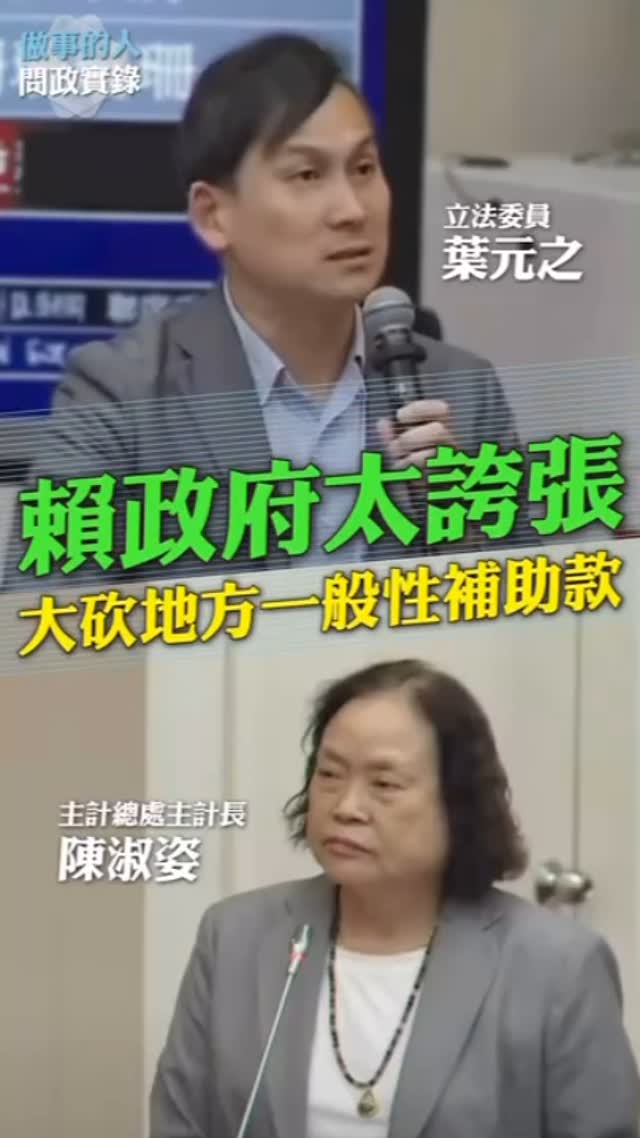 做事的人
問政實錄
立法委員
葉元之
賴政府太誇張
大砍地方一般性補助款
主計總處主計長
陳淑姿